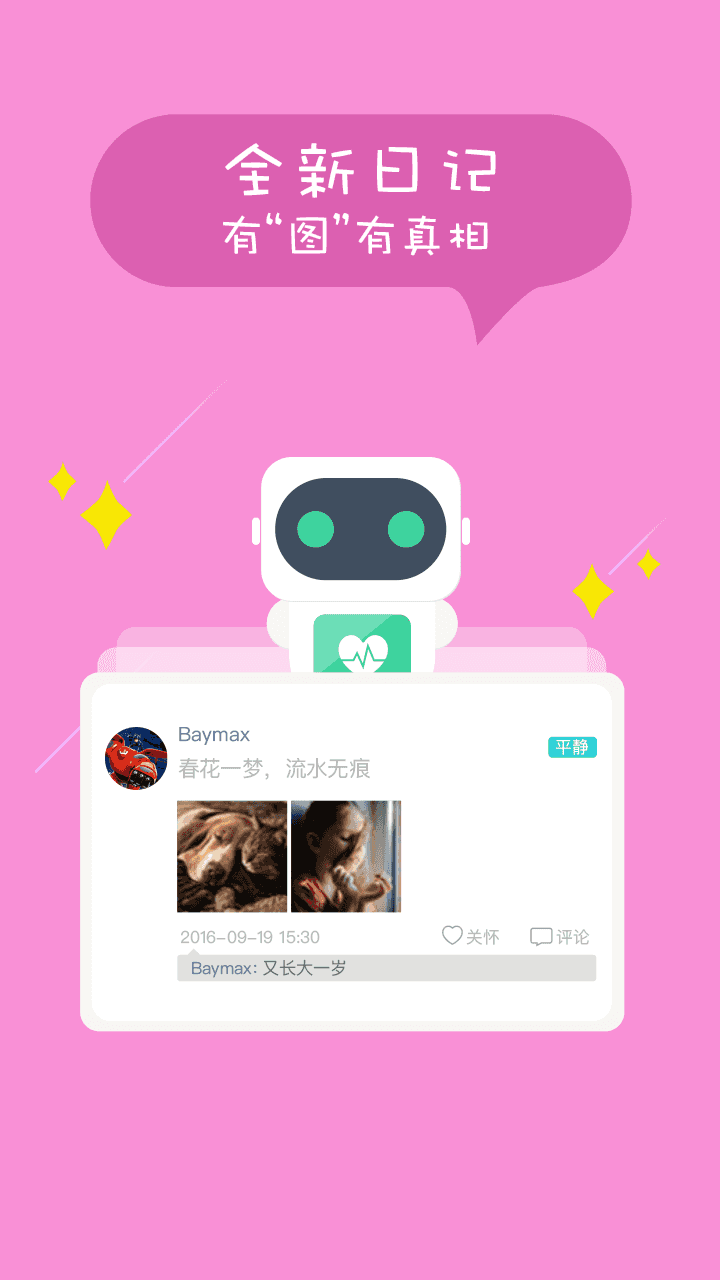 全新日记
有“图”有真相
Baymax
平静
春花一梦，流水无痕
2016-09-19 15:30
关怀
评论
Baymax: 又长大一岁